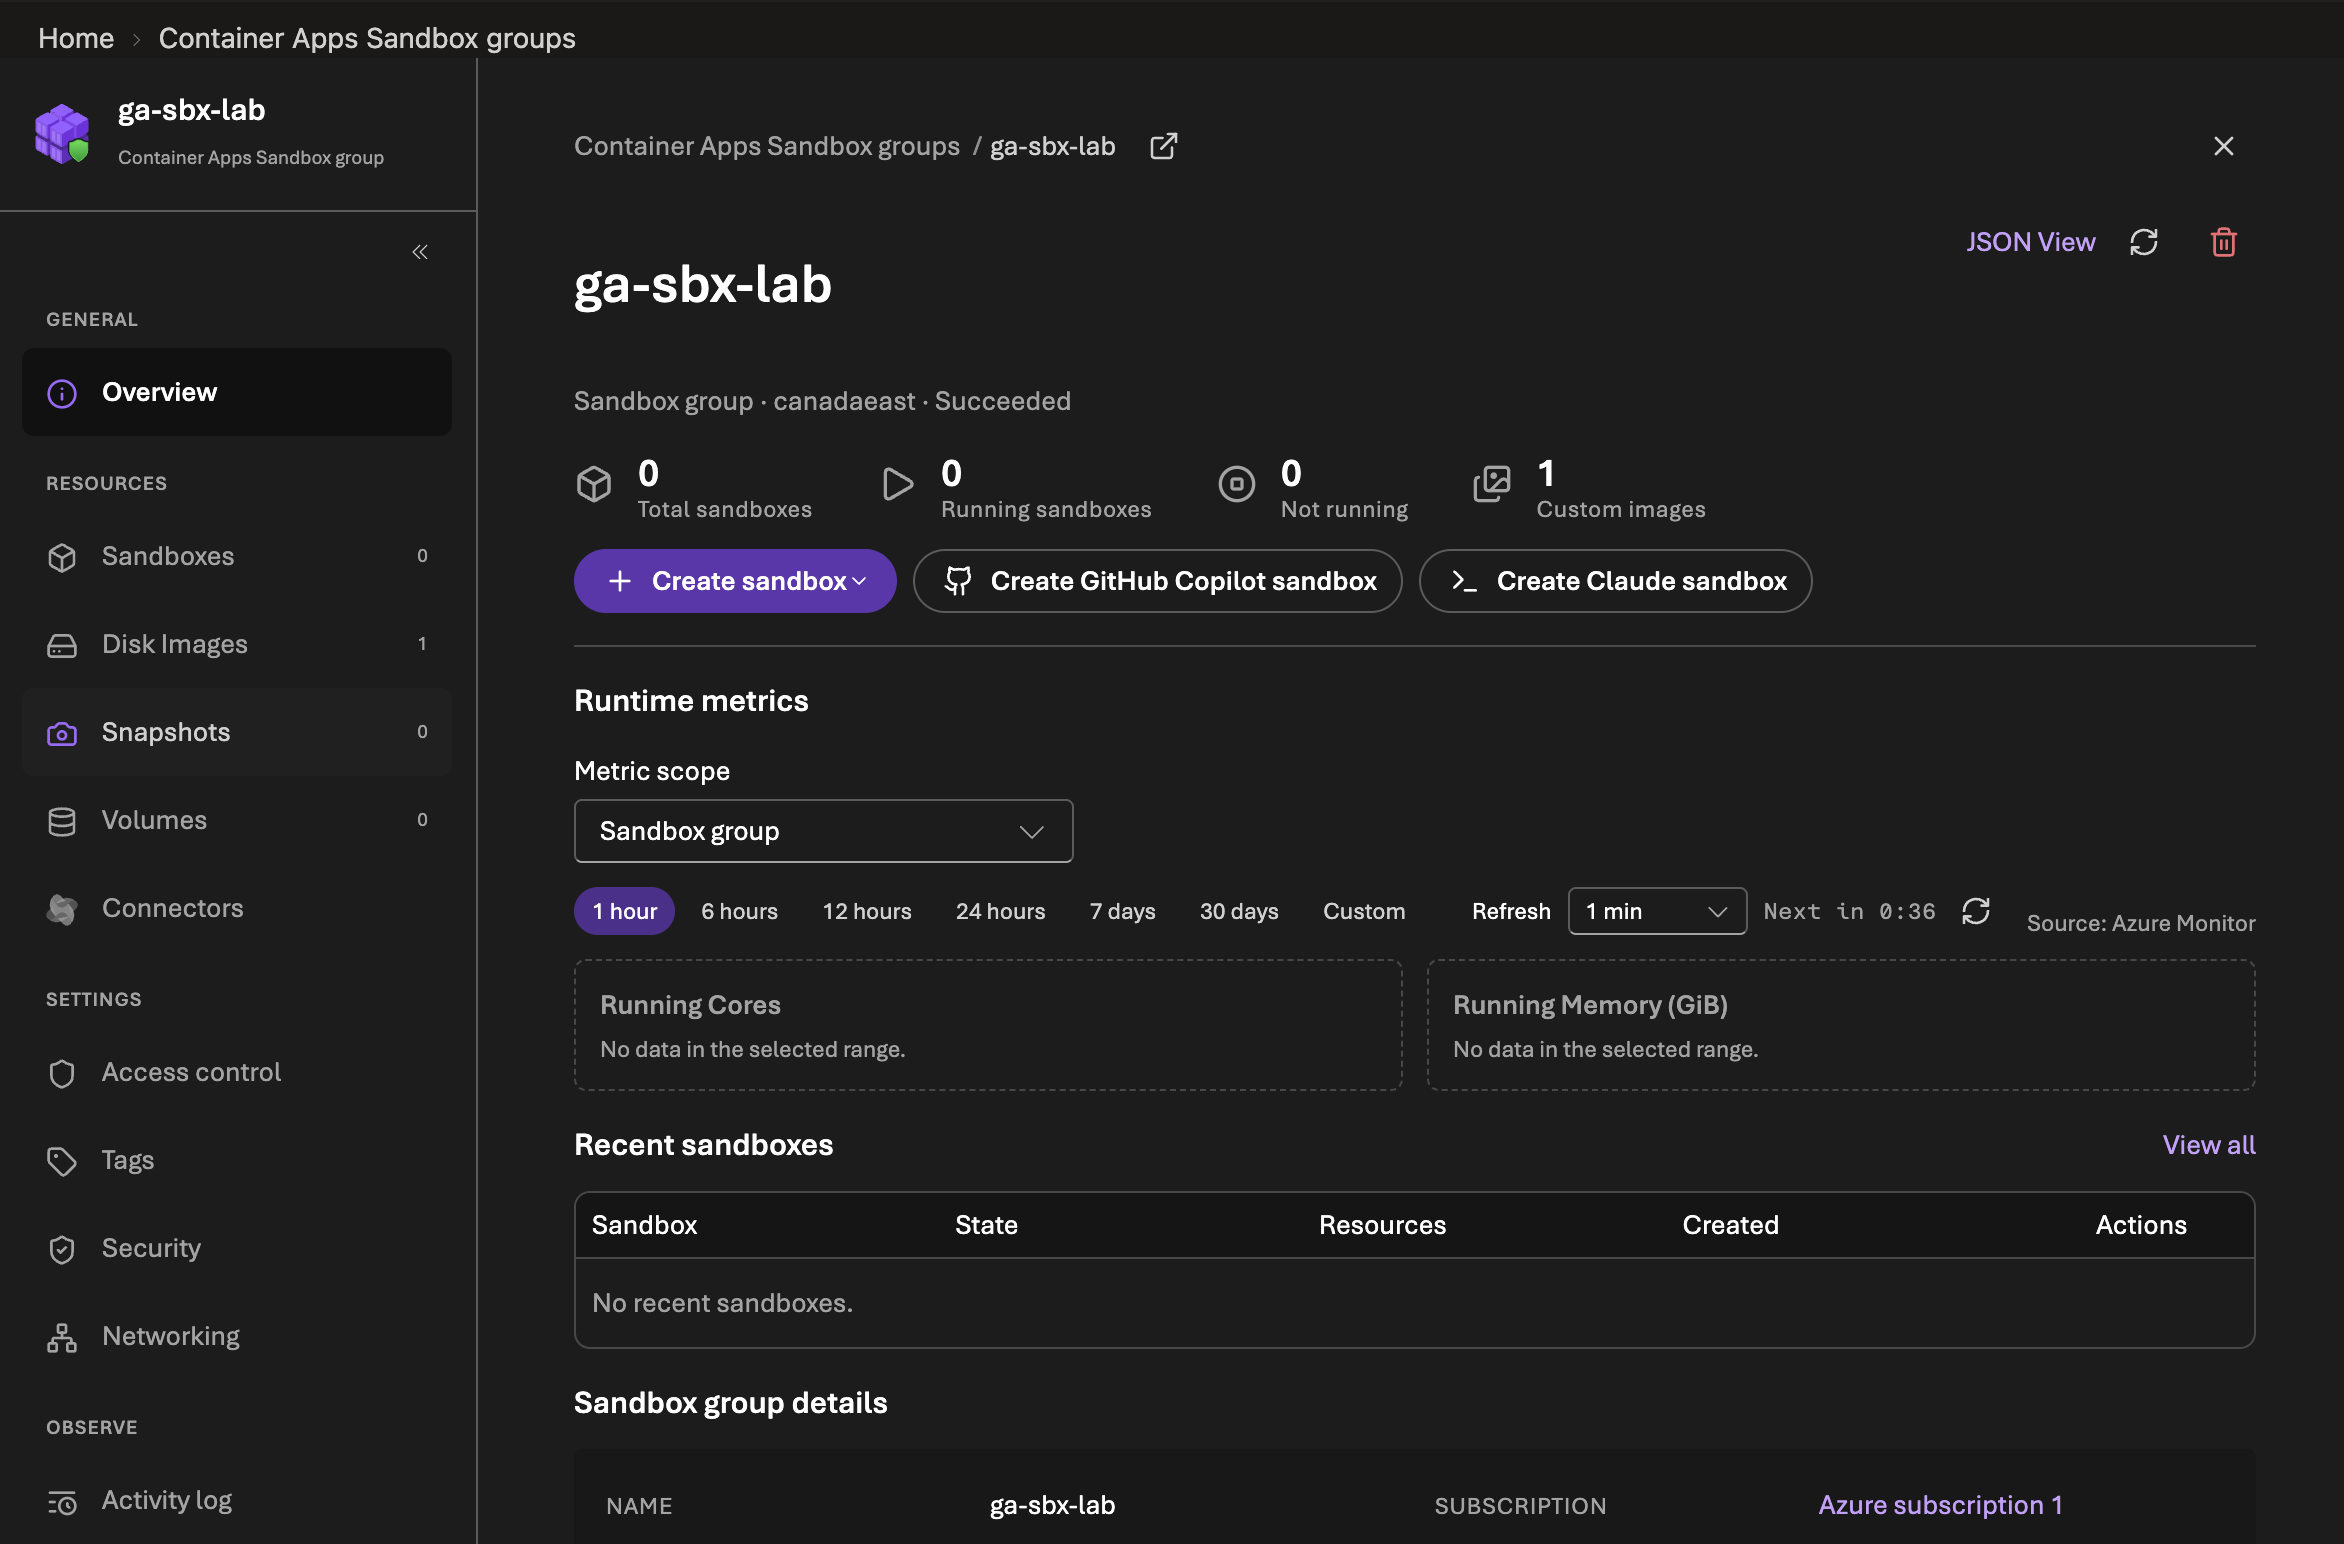 Home > Container Apps Sandbox groups
ga-sbx-lab
Container Apps Sandbox group
GENERAL
Overview
RESOURCES
Sandboxes 0
Disk Images 1
Snapshots 0
Volumes 0
Connectors
SETTINGS
Access control
Tags
Security
Networking
OBSERVE
Activity log
Container Apps Sandbox groups / ga-sbx-lab
JSON View
ga-sbx-lab
Sandbox group · canadaeast · Succeeded
0 Total sandboxes
0 Running sandboxes
0 Not running
1 Custom images
Create sandbox
Create GitHub Copilot sandbox
Create Claude sandbox
Runtime metrics
Metric scope
Sandbox group
1 hour 6 hours 12 hours 24 hours 7 days 30 days Custom Refresh 1 min Next in 0:36 Source: Azure Monitor
Running Cores
No data in the selected range.
Running Memory (GiB)
No data in the selected range.
Recent sandboxes View all
Sandbox State Resources Created Actions
No recent sandboxes.
Sandbox group details
NAME ga-sbx-lab SUBSCRIPTION Azure subscription 1